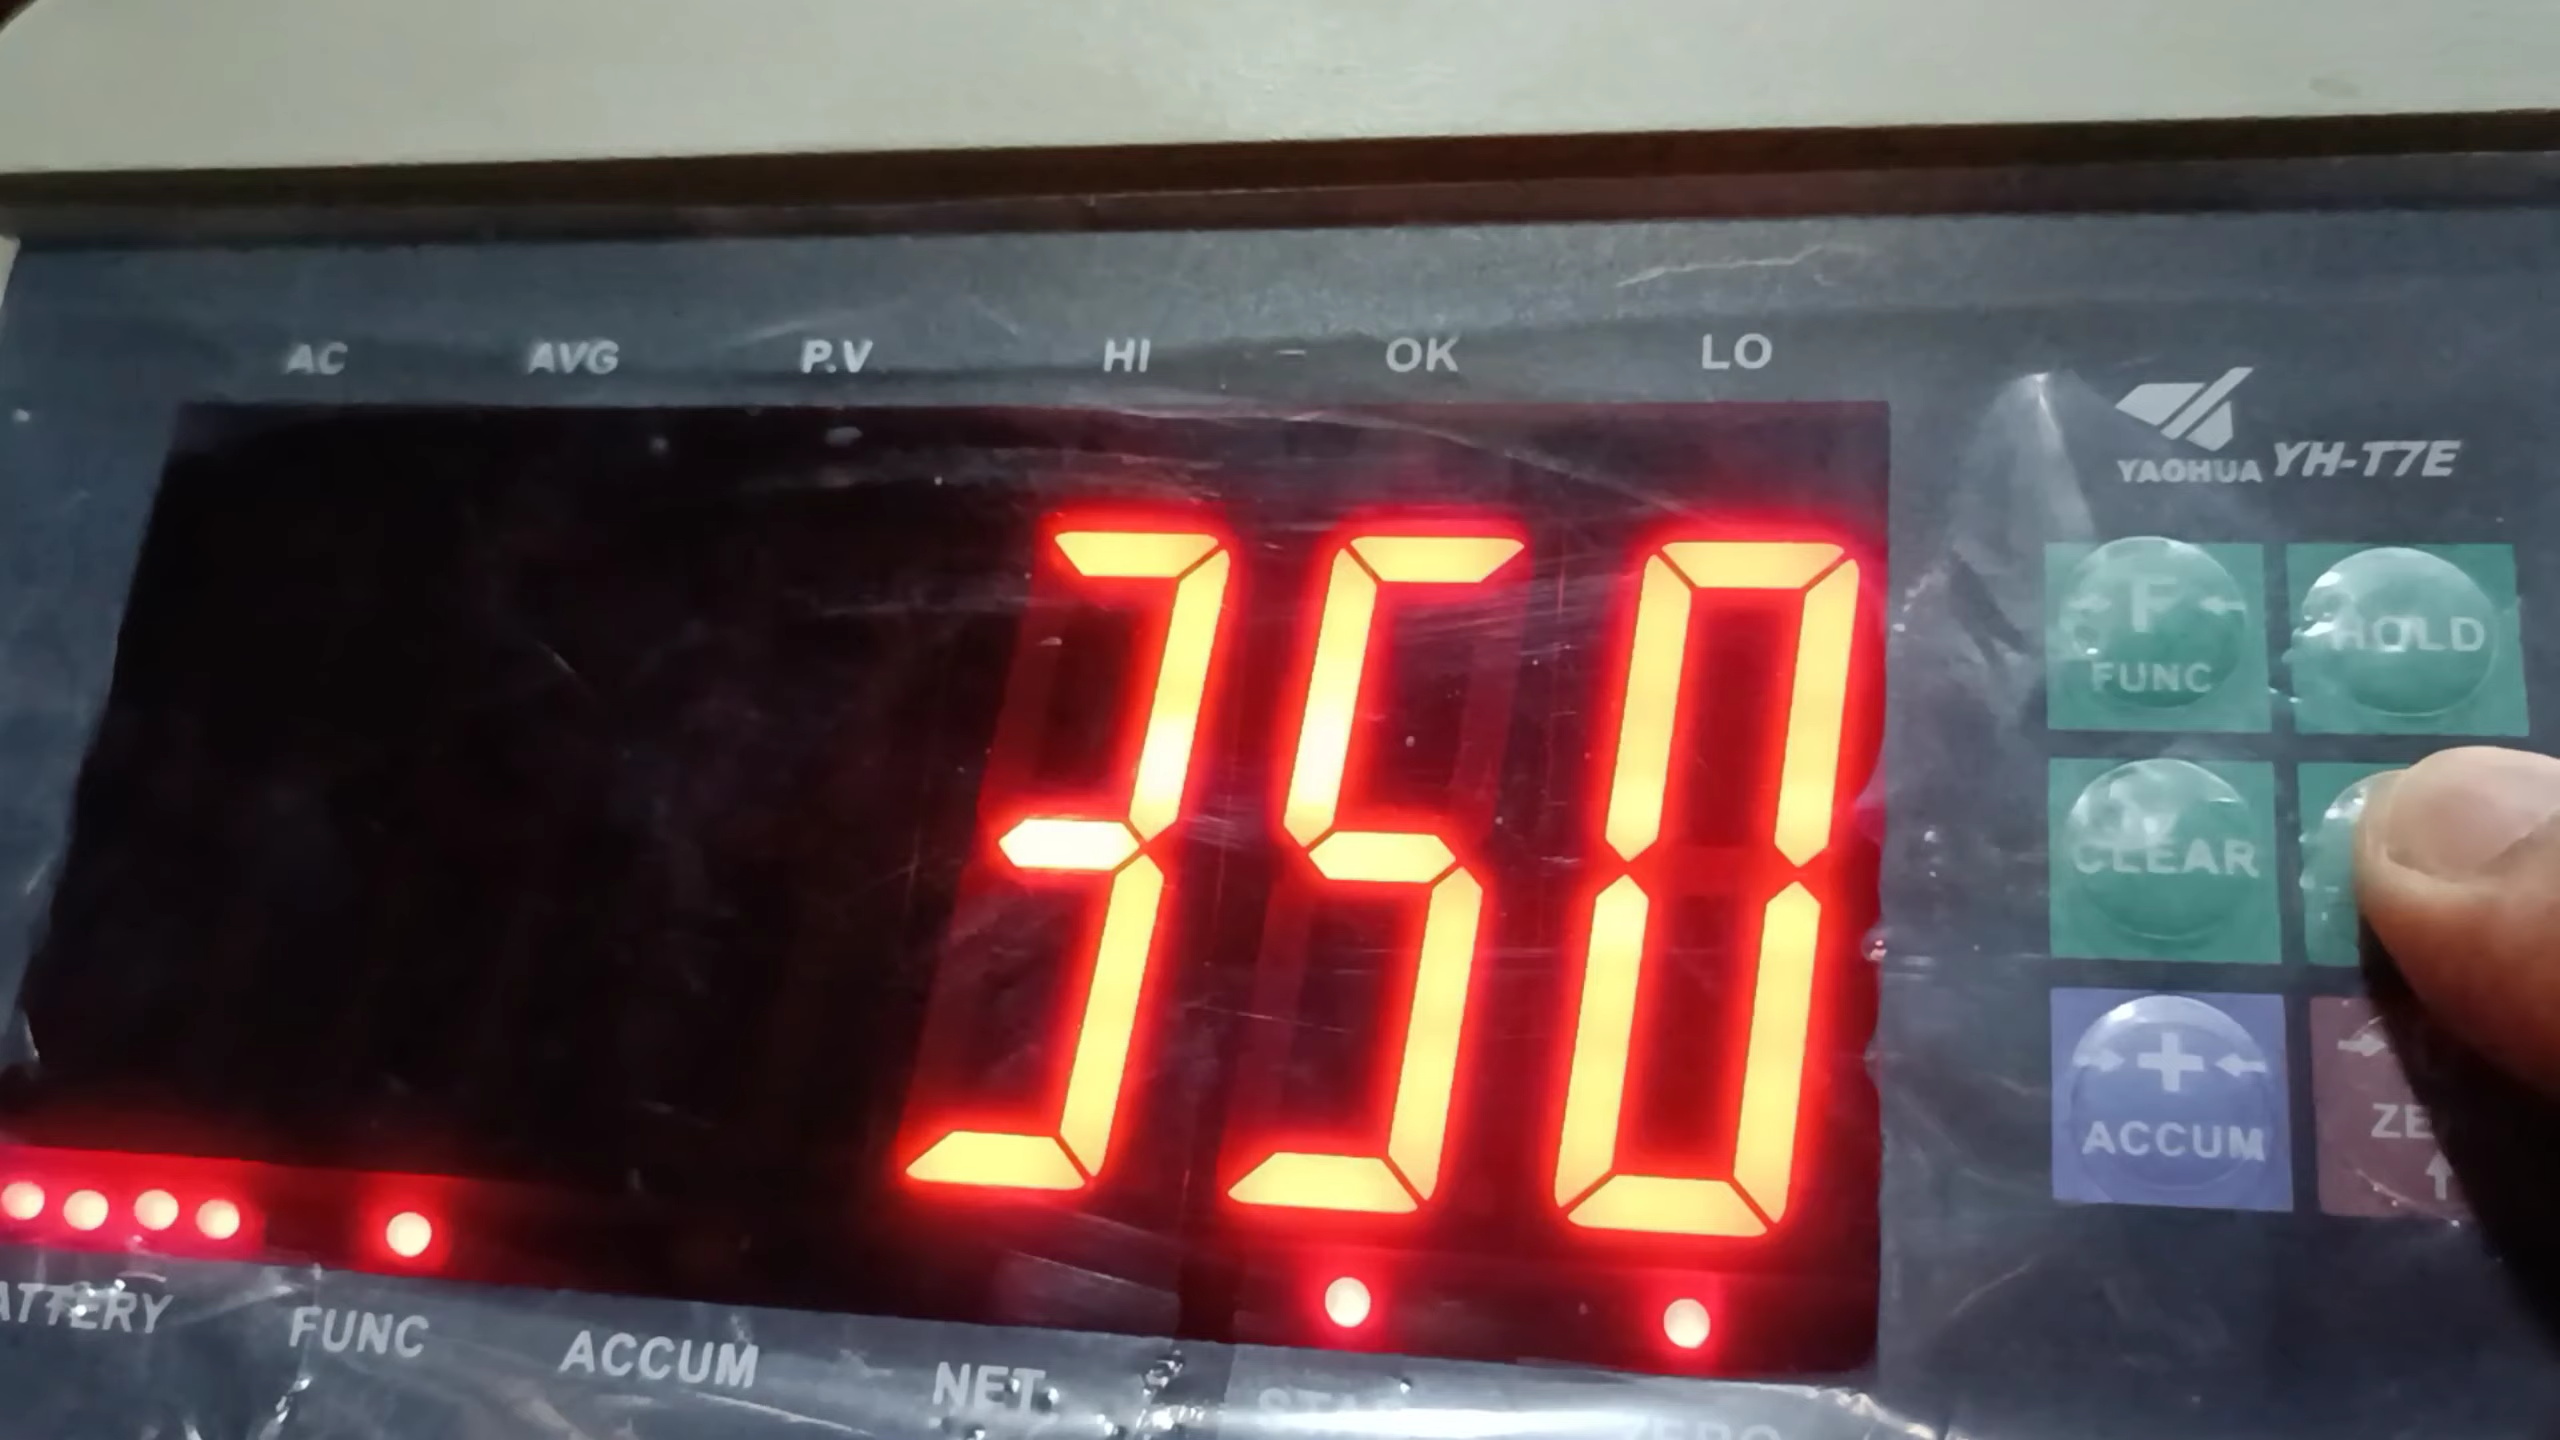 AC AVG P.V HI - OK LO
YAOHUA YH-T7E
350
F
FUNC
HOLD
CLEAR
+
ACCUM
FUNC
ACCUM
NET